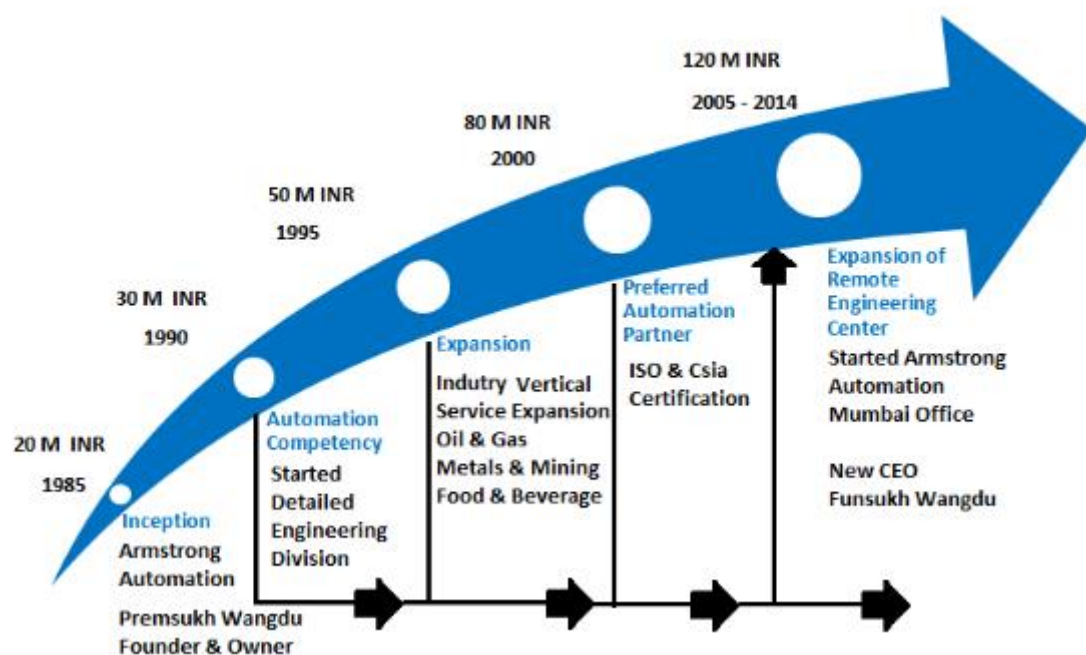 120 M INR
2005 - 2014
80 M INR
2000
50 M INR
1995
30 M INR
1990
20 M INR
1985
Inception
Armstrong
Automation
Premsukh Wangdu
Founder & Owner
Automation
Competency
Started
Detailed
Engineering
Division
Expansion
Indutry Vertical
Service Expansion
Oil & Gas
Metals & Mining
Food & Beverage
Preferred
Automation
Partner
ISO & Csia
Certification
Expansion of
Remote
Engineering
Center
Started Armstrong
Automation
Mumbai Office
New CEO
Funsukh Wangdu